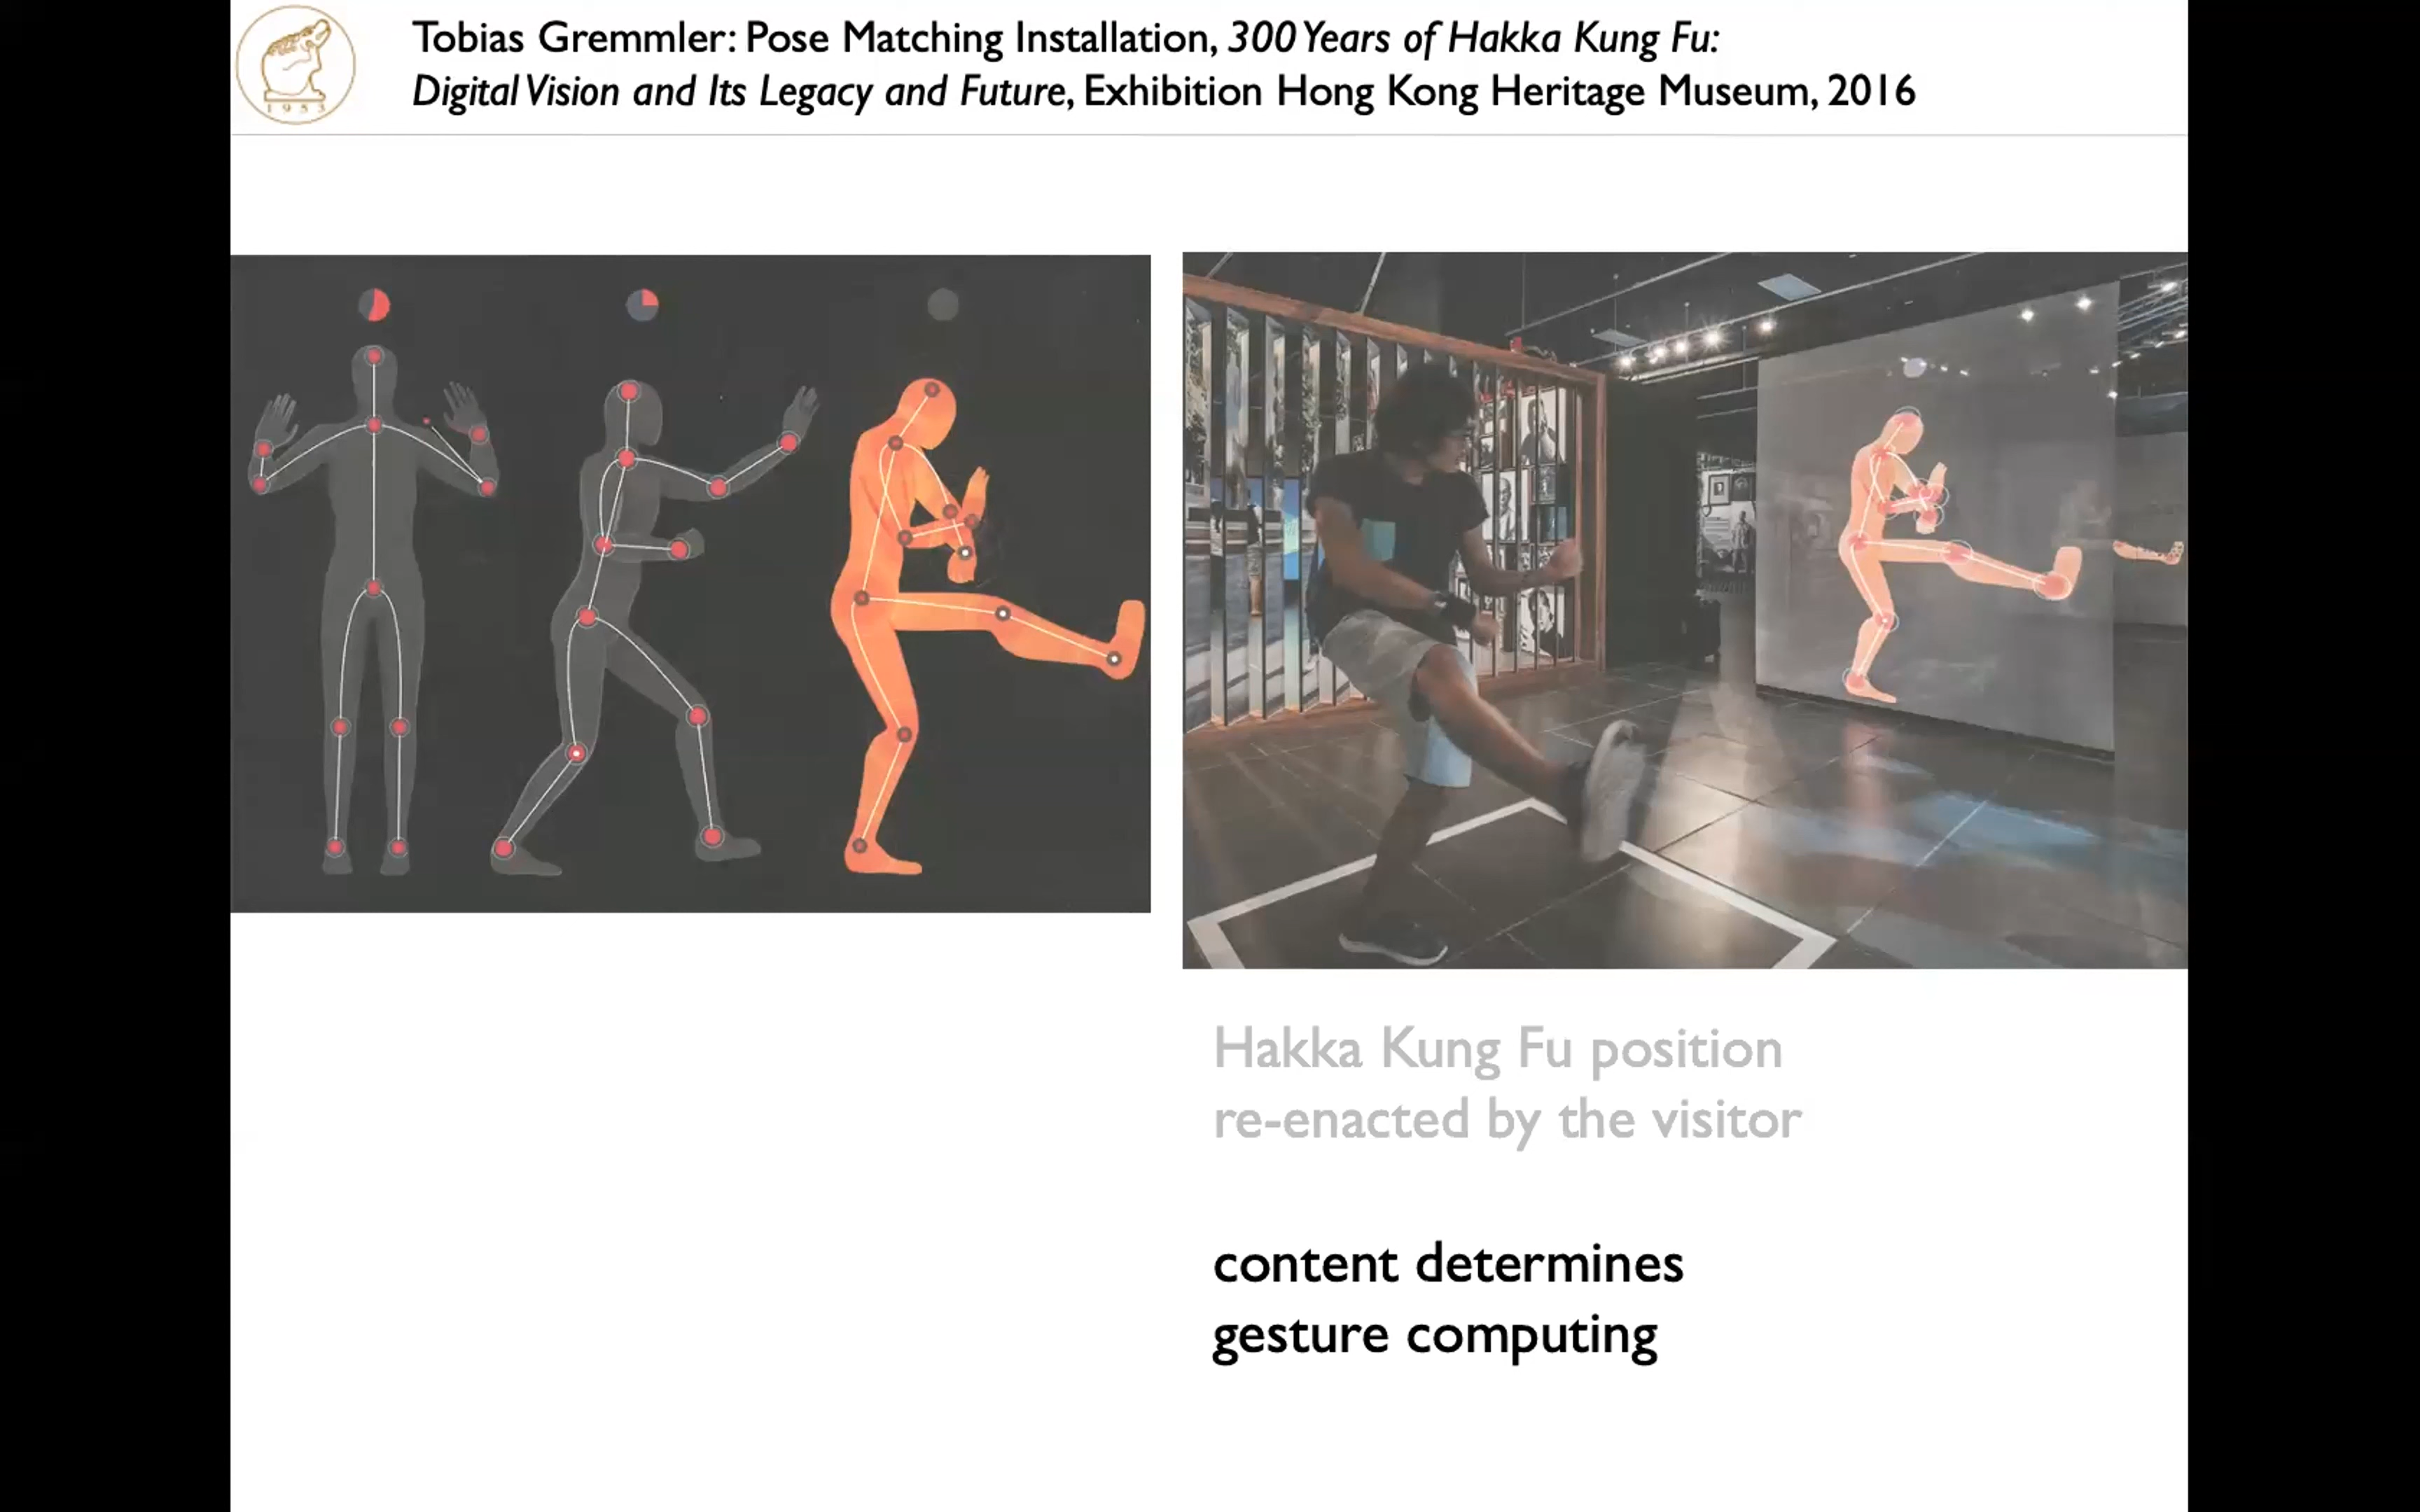 Tobias Gremmler: Pose Matching Installation, 300 Years of Hakka Kung Fu:
Digital Vision and Its Legacy and Future, Exhibition Hong Kong Heritage Museum, 2016
1953
Hakka Kung Fu position
re-enacted by the visitor
content determines
gesture computing